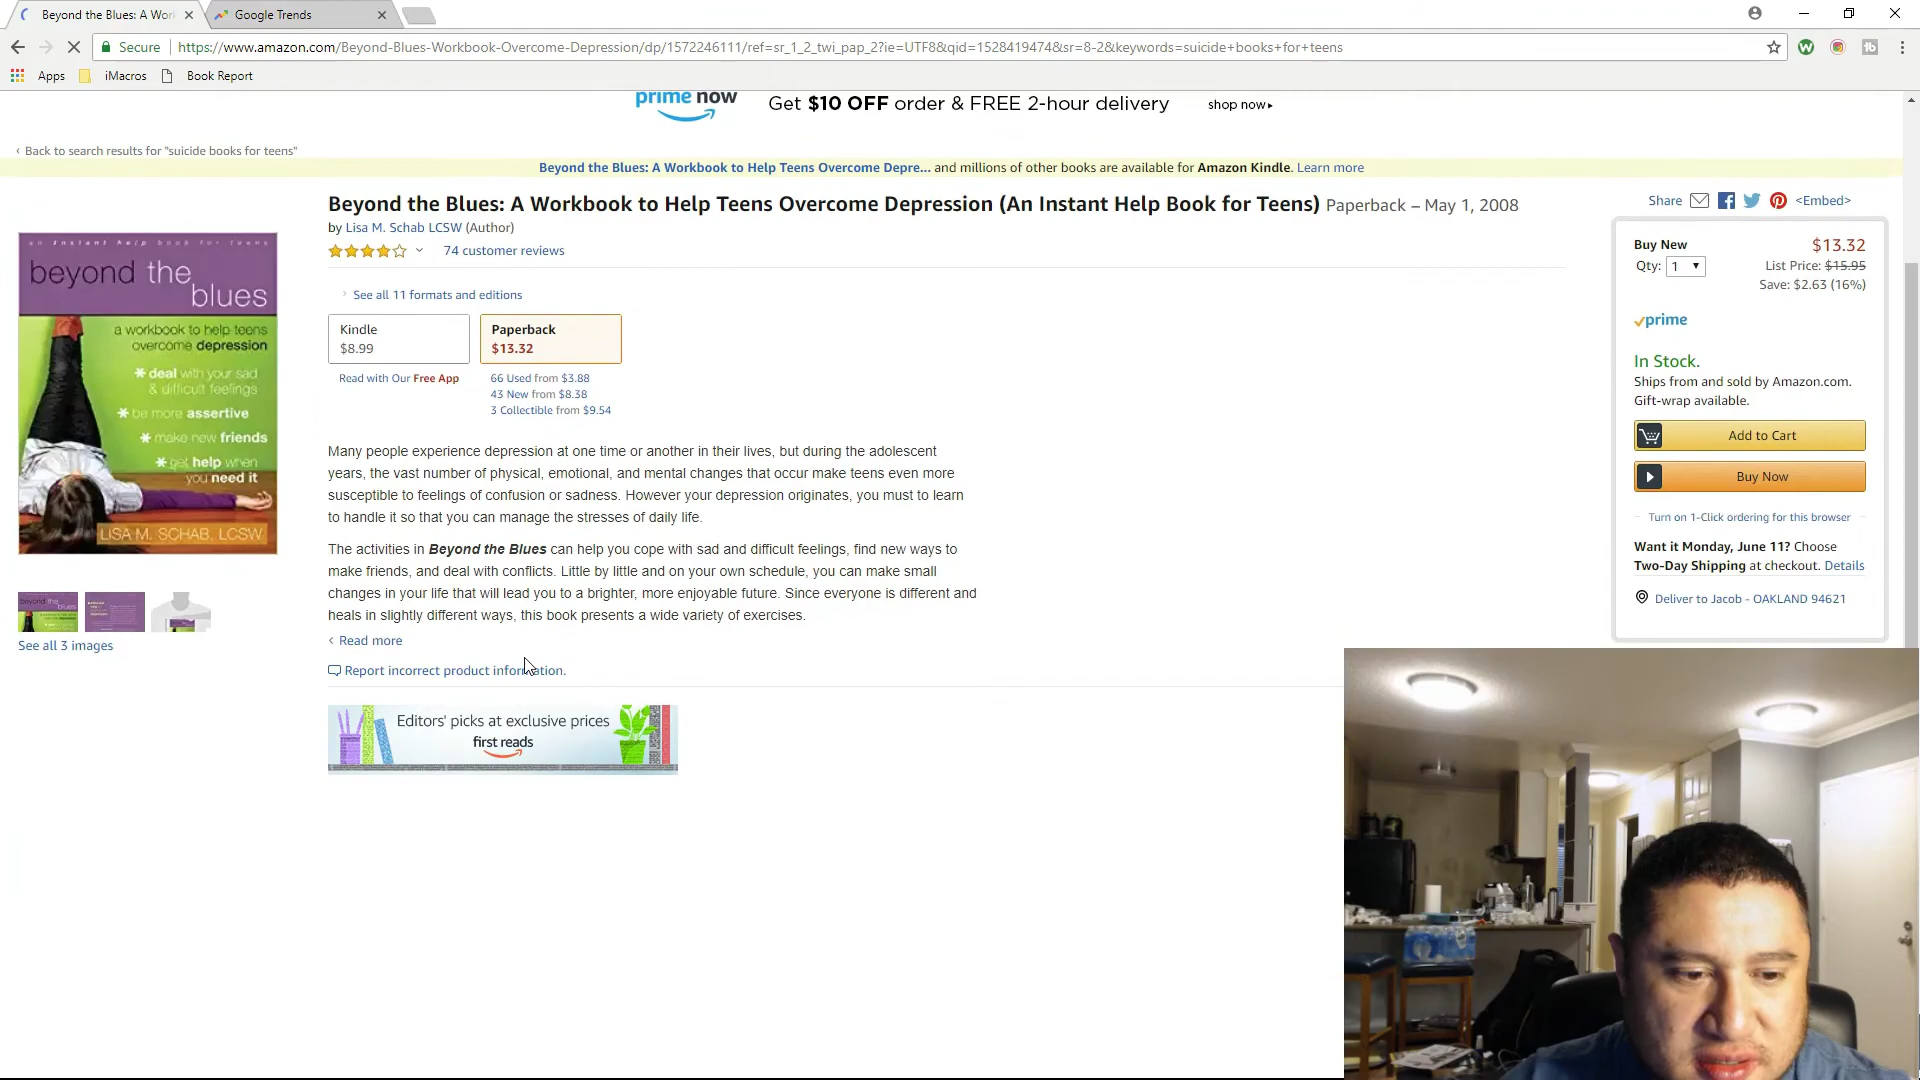 Beyond the Blues: A Wor
Google Trends
Secure
https://www.amazon.com/Beyond-Blues-Workbook-Overcome-Depression/dp/1572246111/ref=sr_1_2_twi_pap_2?ie=UTF8&qid=1528419474&sr=8-2&keywords=suicide+books+for+teens
Apps
iMacros
Book Report
prime now
Get $10 OFF order & FREE 2-hour delivery
shop now
Back to search results for "suicide books for teens"
Beyond the Blues: A Workbook to Help Teens Overcome Depre... and millions of other books are available for Amazon Kindle. Learn more
Beyond the Blues: A Workbook to Help Teens Overcome Depression (An Instant Help Book for Teens) Paperback – May 1, 2008
by Lisa M. Schab LCSW (Author)
74 customer reviews
Share
<Embed>
See all 11 formats and editions
Kindle
$8.99
Paperback
$13.32
Read with Our Free App
66 Used from $3.88
43 New from $8.38
3 Collectible from $9.54
Many people experience depression at one time or another in their lives, but during the adolescent
years, the vast number of physical, emotional, and mental changes that occur make teens even more
susceptible to feelings of confusion or sadness. However your depression originates, you must to learn
to handle it so that you can manage the stresses of daily life.
The activities in Beyond the Blues can help you cope with sad and difficult feelings, find new ways to
make friends, and deal with conflicts. Little by little and on your own schedule, you can make small
changes in your life that will lead you to a brighter, more enjoyable future. Since everyone is different and
heals in slightly different ways, this book presents a wide variety of exercises.
Read more
Report incorrect product information.
Editors' picks at exclusive prices
first reads
an instant help book for teens
beyond the
blues
a workbook to help teens
overcome depression
* deal with your sad
& difficult feelings
* be more assertive
* make new friends
* get help when
you need it
LISA M. SCHAB, LCSW
See all 3 images
Buy New
$13.32
Qty: 1
List Price: $15.95
Save: $2.63 (16%)
prime
In Stock.
Ships from and sold by Amazon.com.
Gift-wrap available.
Add to Cart
Buy Now
Turn on 1-Click ordering for this browser
Want it Monday, June 11? Choose
Two-Day Shipping at checkout. Details
Deliver to Jacob - OAKLAND 94621